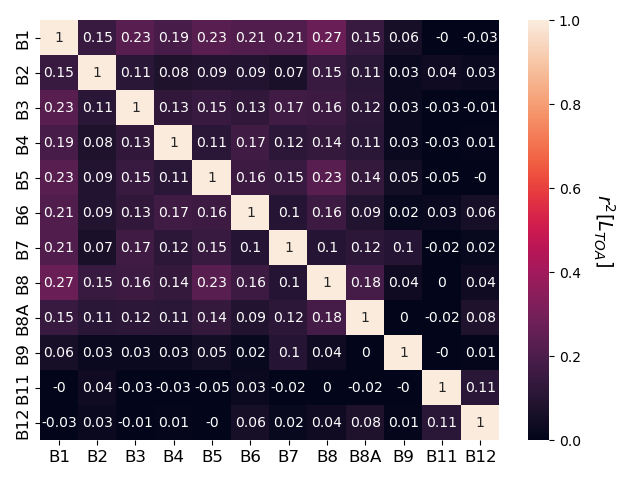 B1 1 0.15 0.23 0.19 0.23 0.21 0.21 0.27 0.15 0.06 -0 -0.03
B2 0.15 1 0.11 0.08 0.09 0.09 0.07 0.15 0.11 0.03 0.04 0.03
B3 0.23 0.11 1 0.13 0.15 0.13 0.17 0.16 0.12 0.03 -0.03 -0.01
B4 0.19 0.08 0.13 1 0.11 0.17 0.12 0.14 0.11 0.03 -0.03 0.01
B5 0.23 0.09 0.15 0.11 1 0.16 0.15 0.23 0.14 0.05 -0.05 -0
B6 0.21 0.09 0.13 0.17 0.16 1 0.1 0.16 0.09 0.02 0.03 0.06
B7 0.21 0.07 0.17 0.12 0.15 0.1 1 0.1 0.12 0.1 -0.02 0.02
B8 0.27 0.15 0.16 0.14 0.23 0.16 0.1 1 0.18 0.04 0 0.04
B8A 0.15 0.11 0.12 0.11 0.14 0.09 0.12 0.18 1 0 -0.02 0.08
B9 0.06 0.03 0.03 0.03 0.05 0.02 0.1 0.04 0 1 -0 0.01
B11 -0 0.04 -0.03 -0.03 -0.05 0.03 -0.02 0 -0.02 -0 1 0.11
B12 -0.03 0.03 -0.01 0.01 -0 0.06 0.02 0.04 0.08 0.01 0.11 1
B1 B2 B3 B4 B5 B6 B7 B8 B8A B9 B11 B12
1.0
0.8
0.6
0.4
0.2
0.0
r²[L_TOA]